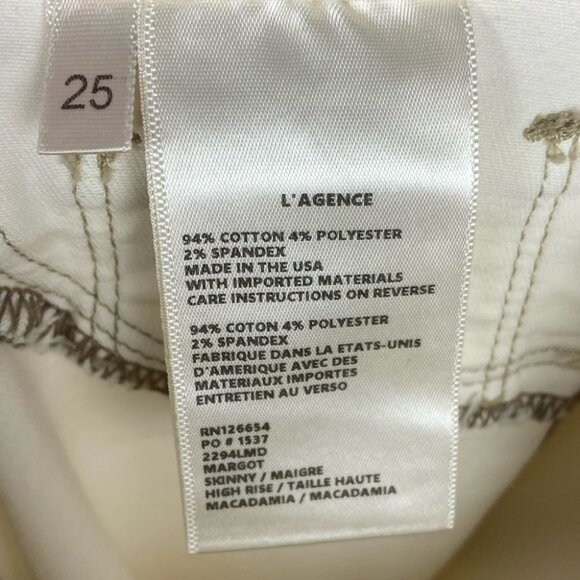 25
L'AGENCE
94% COTTON 4% POLYESTER
2% SPANDEX
MADE IN THE USA
WITH IMPORTED MATERIALS
CARE INSTRUCTIONS ON REVERSE
94% COTON 4% POLYESTER
2% SPANDEX
FABRIQUE DANS LA ETATS-UNIS
D'AMERIQUE AVEC DES
MATERIAUX IMPORTES
ENTRETIEN AU VERSO
RN126654
PO # 1537
2294LMD
MARGOT
SKINNY / MAIGRE
HIGH RISE / TAILLE HAUTE
MACADAMIA / MACADAMIA